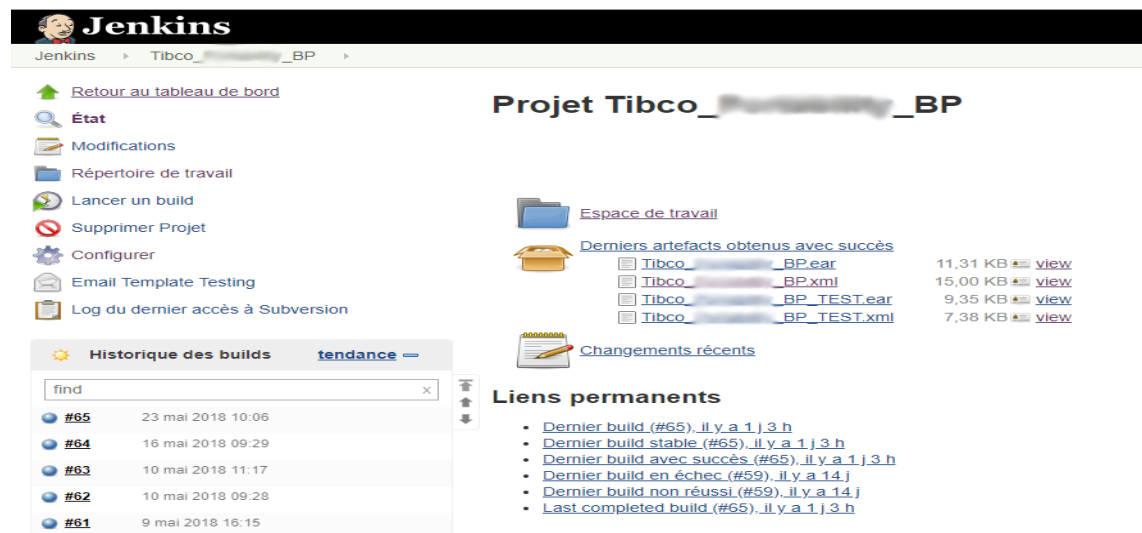 Jenkins
Jenkins Tibco_ _BP
Retour au tableau de bord
État
Modifications
Répertoire de travail
Lancer un build
Supprimer Projet
Configurer
Email Template Testing
Log du dernier accès à Subversion
Historique des builds tendance
find ×
#65 23 mai 2018 10:06
#64 16 mai 2018 09:29
#63 10 mai 2018 11:17
#62 10 mai 2018 09:28
#61 9 mai 2018 16:15
Projet Tibco_ _BP
Espace de travail
Derniers artefacts obtenus avec succès
Tibco_ _BP.ear 11,31 KB view
Tibco_ _BP.xml 15,00 KB view
Tibco_ _BP_TEST.ear 9,35 KB view
Tibco_ _BP_TEST.xml 7,38 KB view
Changements récents
Liens permanents
• Dernier build (#65), il y a 1 j 3 h
• Dernier build stable (#65), il y a 1 j 3 h
• Dernier build avec succès (#65), il y a 1 j 3 h
• Dernier build en échec (#59), il y a 14 j
• Dernier build non réussi (#59), il y a 14 j
• Last completed build (#65), il y a 1 j 3 h